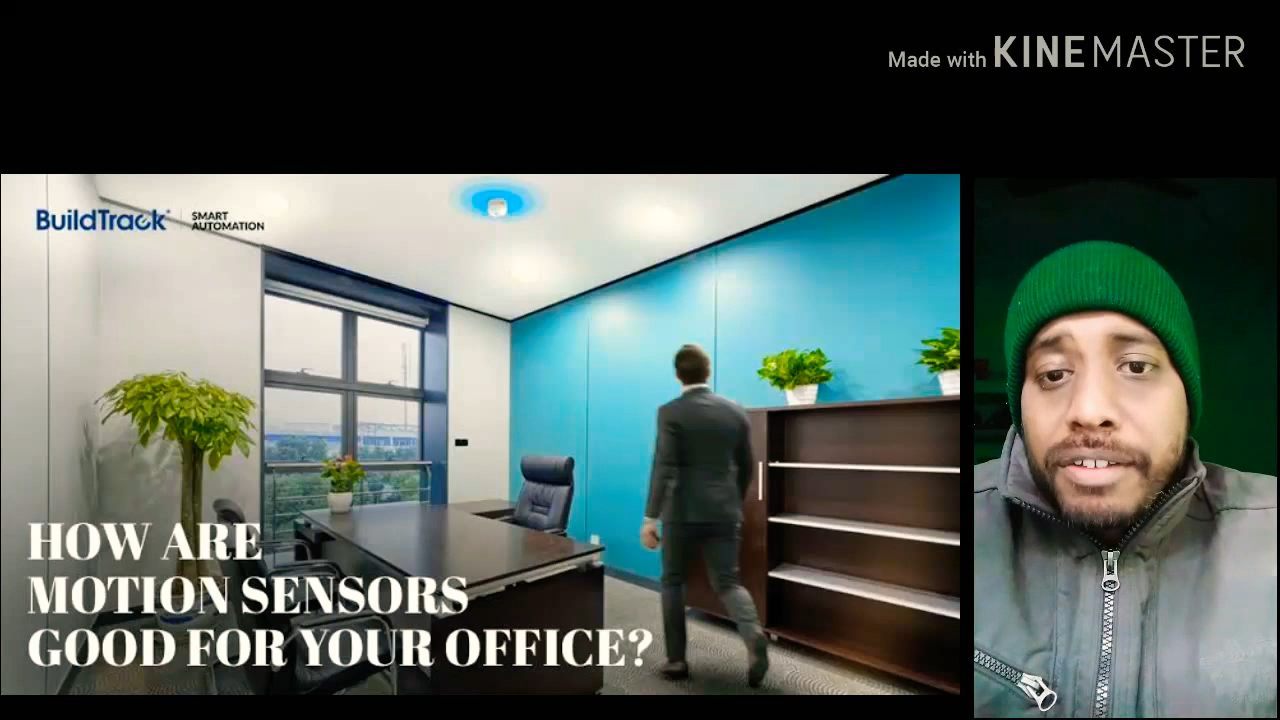 Made with KINEMASTER
BuildTrack SMART
AUTOMATION
HOW ARE
MOTION SENSORS
GOOD FOR YOUR OFFICE?